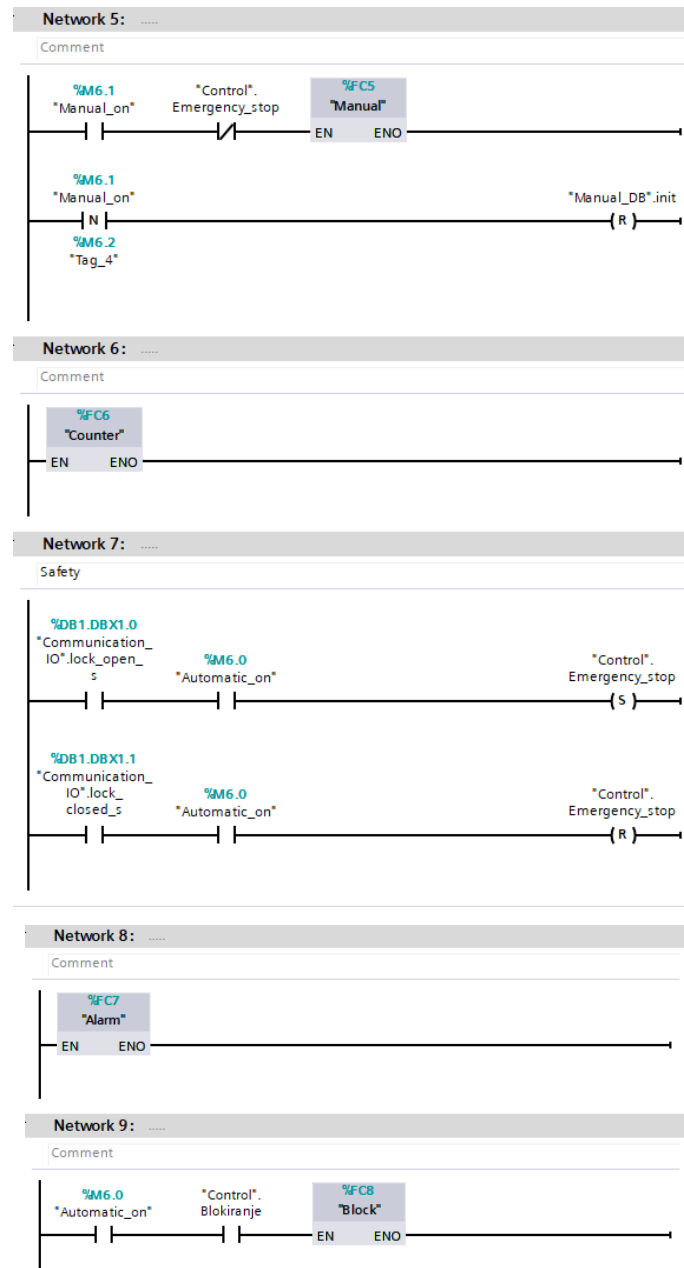 Network 5: .....
Comment
%M6.1 "Control". %FC5
"Manual_on" Emergency_stop "Manual"
EN ENO
%M6.1
"Manual_on" "Manual_DB".init
N R
%M6.2
"Tag_4"
Network 6: .....
Comment
%FC6
"Counter"
EN ENO
Network 7: .....
Safety
%DB1.DBX1.0
"Communication_
IO".lock_open_ %M6.0 "Control".
s "Automatic_on" Emergency_stop
S
%DB1.DBX1.1
"Communication_
IO".lock_ %M6.0 "Control".
closed_s "Automatic_on" Emergency_stop
R
Network 8: .....
Comment
%FC7
"Alarm"
EN ENO
Network 9: .....
Comment
%M6.0 "Control". %FC8
"Automatic_on" Blokiranje "Block"
EN ENO